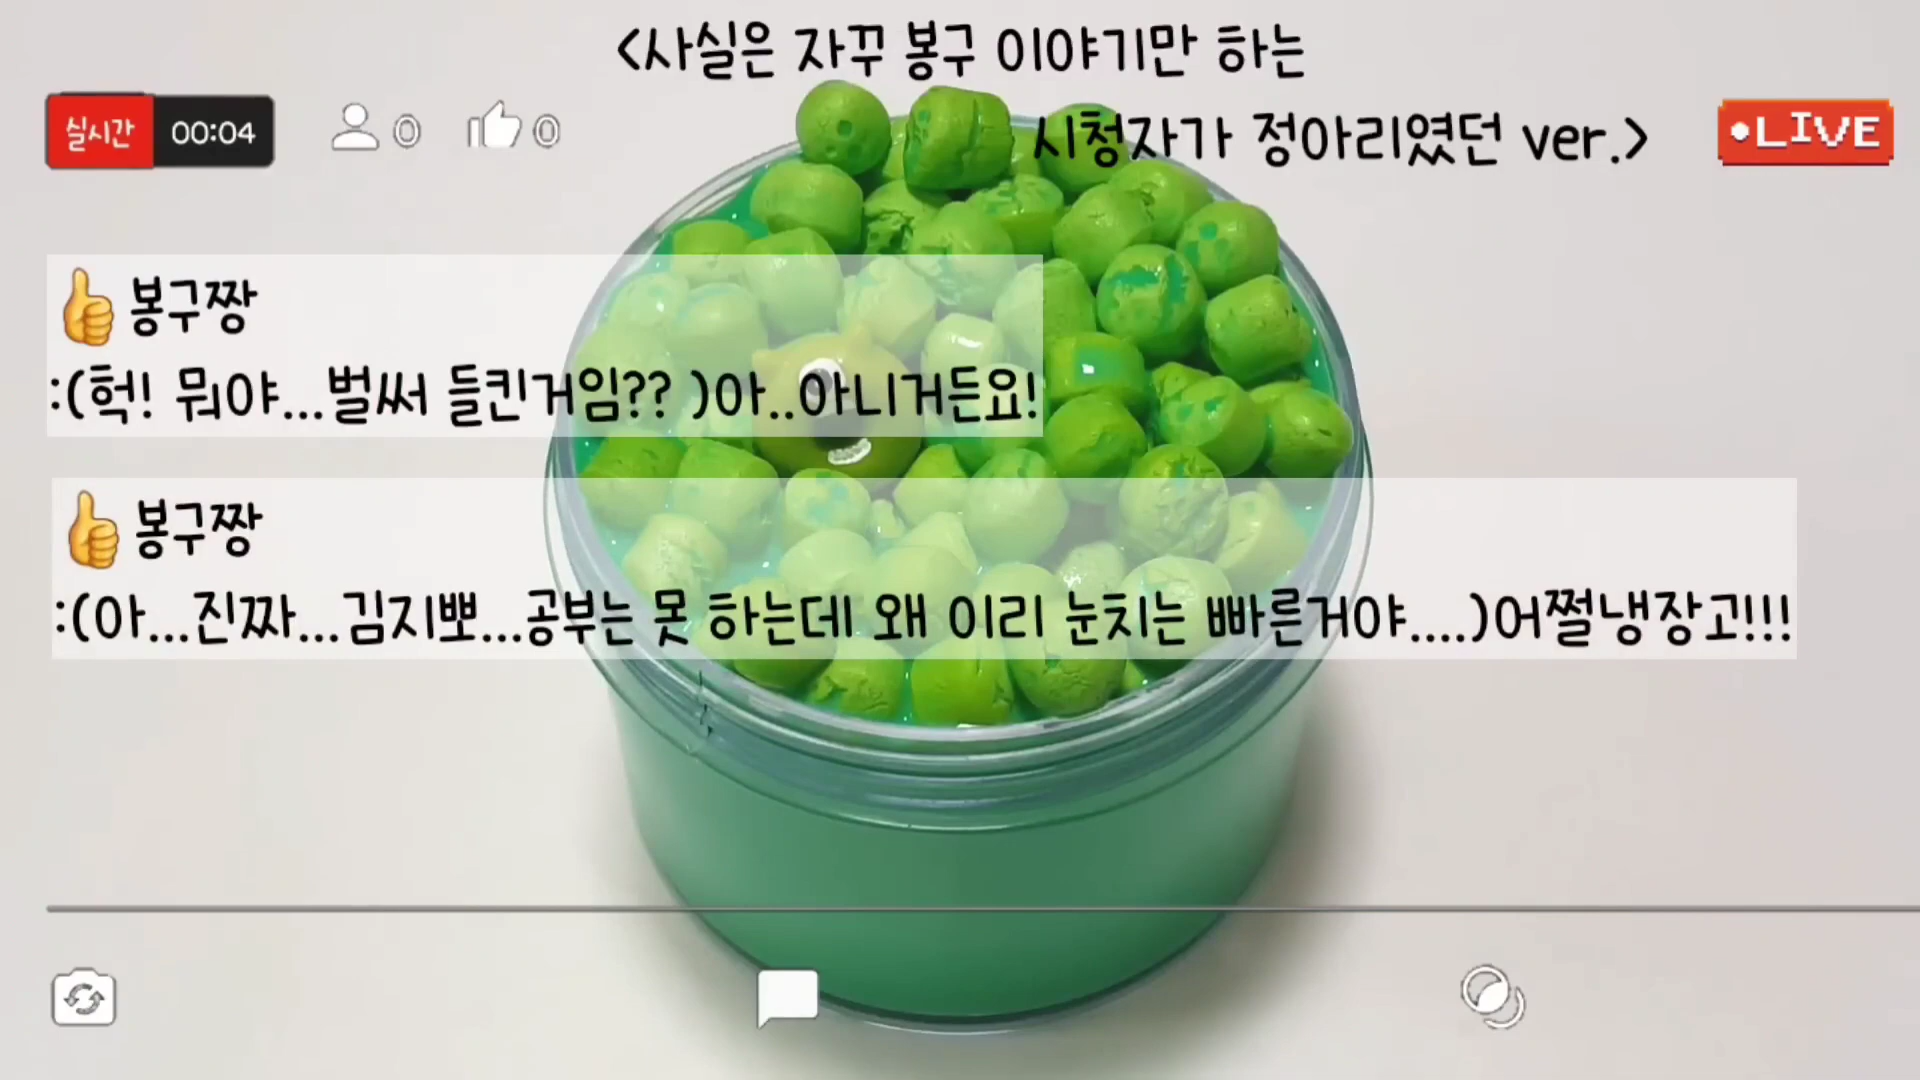 <사실은 자꾸 봉구 이야기만 하는
시청자가 정아리였던 ver.>
실시간 00:04 0 0
LIVE
👍 봉구짱
:(헉! 뭐야...벌써 들킨거임?? )아..아니거든요!
👍 봉구짱
:(아...진짜...김지뽀...공부는 못 하는데 왜 이리 눈치는 빠른거야....)어쩔냉장고!!!